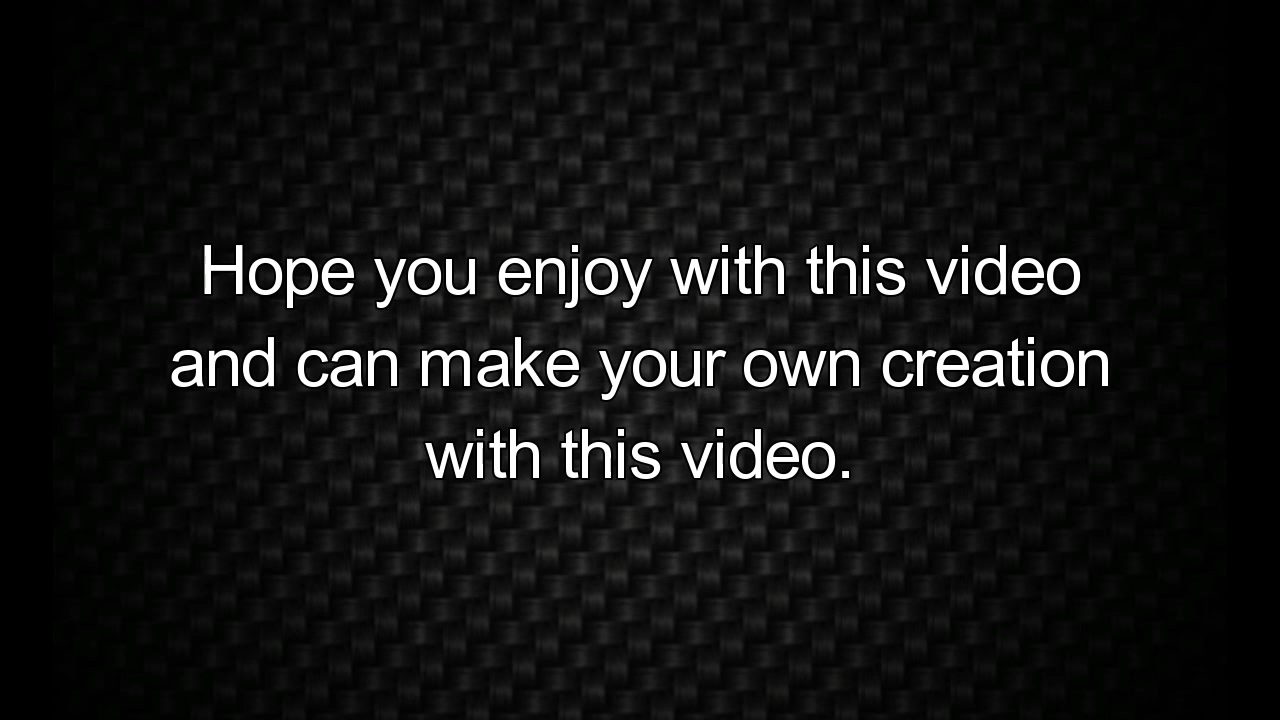 Hope you enjoy with this video
and can make your own creation
with this video.